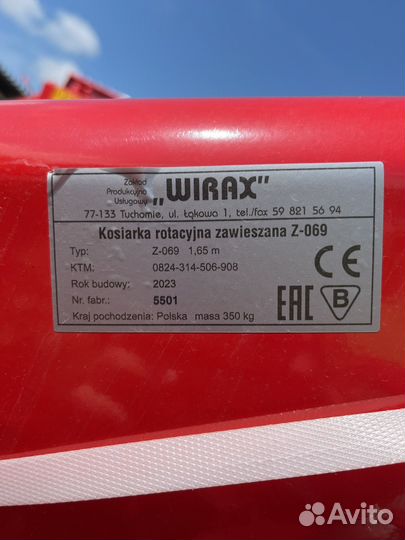 Zakład
Produkcyjno
Usługowy
„WIRAX”
77-133 Tuchomie, ul. Łąkowa 1, tel./fax 59 821 56 94
Kosiarka rotacyjna zawieszana Z-069
Typ: Z-069 1,65 m
KTM: 0824-314-506-908
Rok budowy: 2023
Nr. fabr.: 5501
Kraj pochodzenia: Polska masa 350 kg
CE
EAC
B
Avito